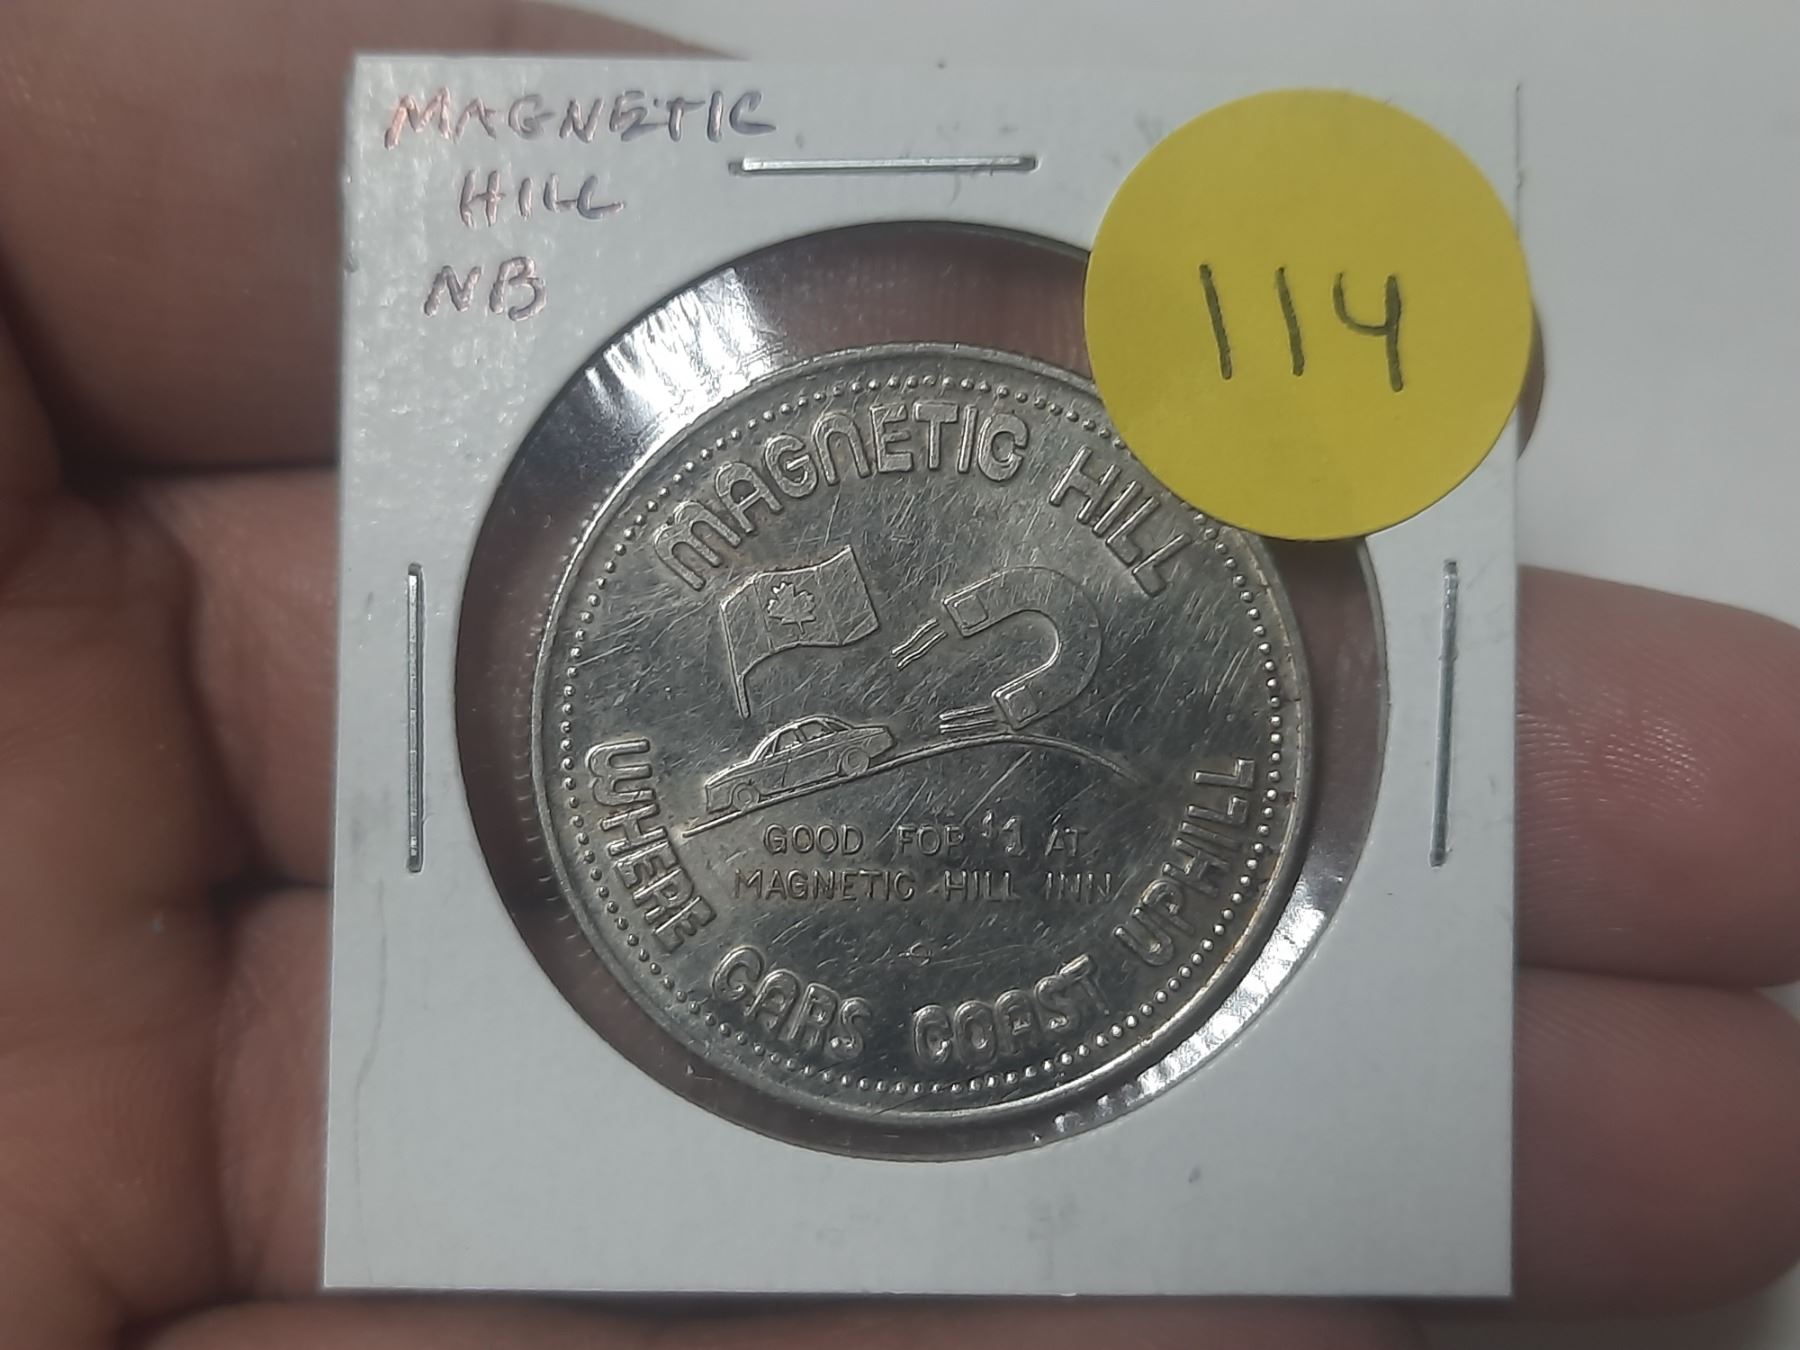 MAGNETIC
HILL
NB
114
MAGNETIC HILL
GOOD FOR $1 AT
MAGNETIC HILL INN
WHERE CARS COAST UPHILL